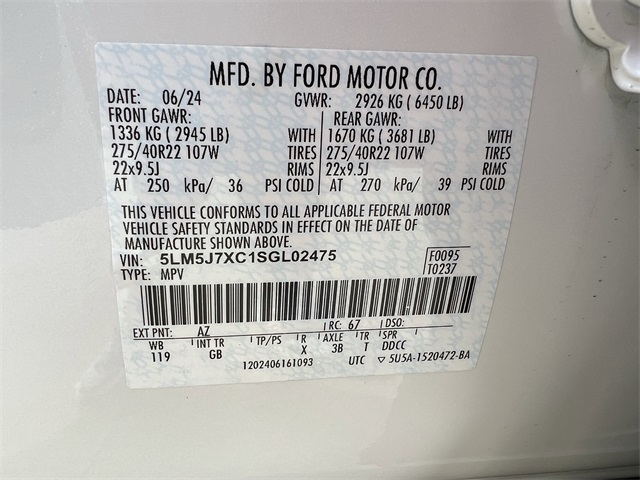 MFD. BY FORD MOTOR CO.
DATE: 06/24 GVWR: 2926 KG ( 6450 LB)
FRONT GAWR: REAR GAWR:
1336 KG ( 2945 LB) WITH 1670 KG ( 3681 LB) WITH
275/40R22 107W TIRES 275/40R22 107W TIRES
22x9.5J RIMS 22x9.5J RIMS
AT 250 kPa/ 36 PSI COLD AT 270 kPa/ 39 PSI COLD
THIS VEHICLE CONFORMS TO ALL APPLICABLE FEDERAL MOTOR
VEHICLE SAFETY STANDARDS IN EFFECT ON THE DATE OF
MANUFACTURE SHOWN ABOVE.
VIN: 5LM5J7XC1SGL02475 F0095
TYPE: MPV T0237
EXT PNT: AZ RC: 67 DSO:
WB INT TR TP/PS R AXLE TR SPR
119 GB X 3B T DDCC
1202406161093 UTC ▽ 5U5A-1520472-BA